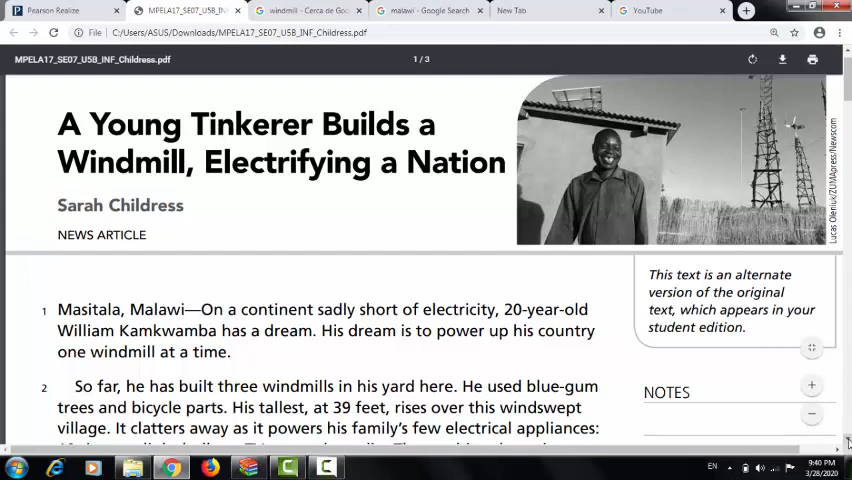 Pearson Realize
MPELA17_SE07_U5B_INF
windmill - Cerca de Goo
malawi - Google Search
New Tab
YouTube
C:/Users/ASUS/Downloads/MPELA17_SE07_U5B_INF_Childress.pdf
MPELA17_SE07_U5B_INF_Childress.pdf
1 / 3
A Young Tinkerer Builds a
Windmill, Electrifying a Nation
Sarah Childress
NEWS ARTICLE
Lucas Oleniuk/ZUMApress/Newscom
1 Masitala, Malawi—On a continent sadly short of electricity, 20-year-old
William Kamkwamba has a dream. His dream is to power up his country
one windmill at a time.
2 So far, he has built three windmills in his yard here. He used blue-gum
trees and bicycle parts. His tallest, at 39 feet, rises over this windswept
village. It clatters away as it powers his family's few electrical appliances:
This text is an alternate
version of the original
text, which appears in your
student edition.
NOTES
EN
9:40 PM
3/28/2020